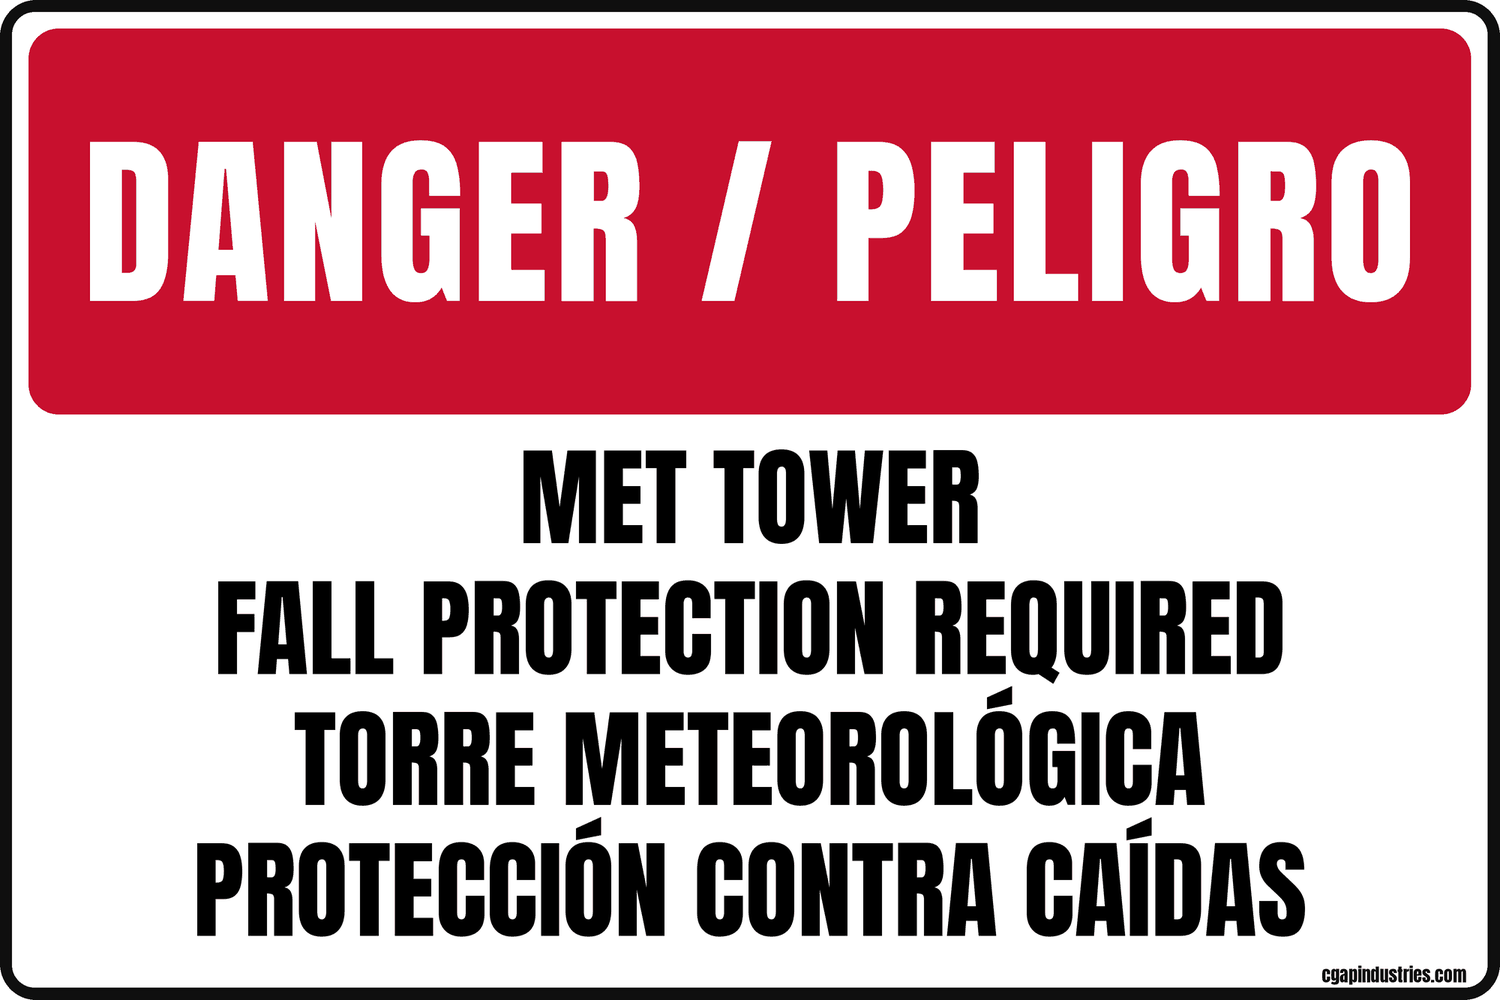 DANGER / PELIGRO
MET TOWER
FALL PROTECTION REQUIRED
TORRE METEOROLÓGICA
PROTECCIÓN CONTRA CAÍDAS
cgapindustries.com